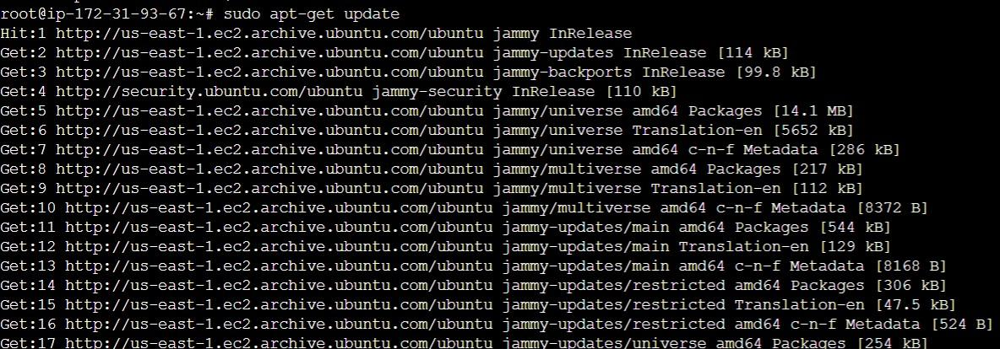 root@ip-172-31-93-67:~# sudo apt-get update
Hit:1 http://us-east-1.ec2.archive.ubuntu.com/ubuntu jammy InRelease
Get:2 http://us-east-1.ec2.archive.ubuntu.com/ubuntu jammy-updates InRelease [114 kB]
Get:3 http://us-east-1.ec2.archive.ubuntu.com/ubuntu jammy-backports InRelease [99.8 kB]
Get:4 http://security.ubuntu.com/ubuntu jammy-security InRelease [110 kB]
Get:5 http://us-east-1.ec2.archive.ubuntu.com/ubuntu jammy/universe amd64 Packages [14.1 MB]
Get:6 http://us-east-1.ec2.archive.ubuntu.com/ubuntu jammy/universe Translation-en [5652 kB]
Get:7 http://us-east-1.ec2.archive.ubuntu.com/ubuntu jammy/universe amd64 c-n-f Metadata [286 kB]
Get:8 http://us-east-1.ec2.archive.ubuntu.com/ubuntu jammy/multiverse amd64 Packages [217 kB]
Get:9 http://us-east-1.ec2.archive.ubuntu.com/ubuntu jammy/multiverse Translation-en [112 kB]
Get:10 http://us-east-1.ec2.archive.ubuntu.com/ubuntu jammy/multiverse amd64 c-n-f Metadata [8372 B]
Get:11 http://us-east-1.ec2.archive.ubuntu.com/ubuntu jammy-updates/main amd64 Packages [544 kB]
Get:12 http://us-east-1.ec2.archive.ubuntu.com/ubuntu jammy-updates/main Translation-en [129 kB]
Get:13 http://us-east-1.ec2.archive.ubuntu.com/ubuntu jammy-updates/main amd64 c-n-f Metadata [8168 B]
Get:14 http://us-east-1.ec2.archive.ubuntu.com/ubuntu jammy-updates/restricted amd64 Packages [306 kB]
Get:15 http://us-east-1.ec2.archive.ubuntu.com/ubuntu jammy-updates/restricted Translation-en [47.5 kB]
Get:16 http://us-east-1.ec2.archive.ubuntu.com/ubuntu jammy-updates/restricted amd64 c-n-f Metadata [524 B]
Get:17 http://us-east-1.ec2.archive.ubuntu.com/ubuntu jammy-updates/universe amd64 Packages [254 kB]